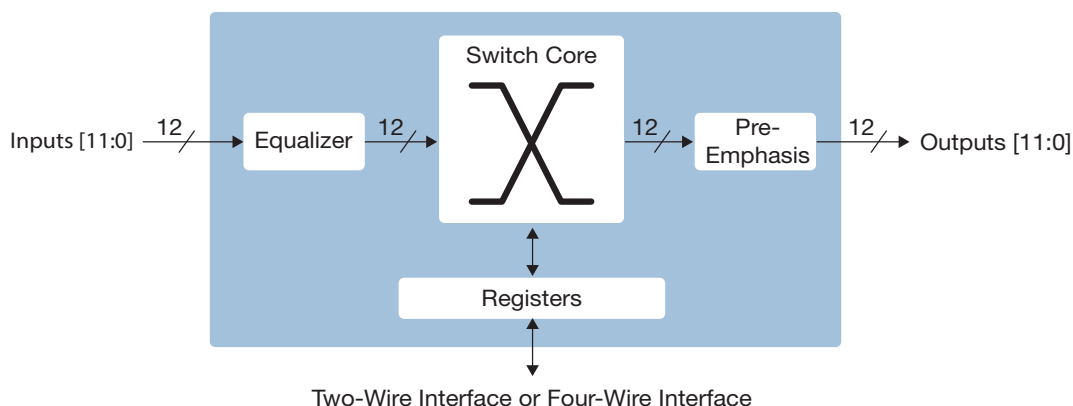 Switch Core
Inputs [11:0]
12
Equalizer
12
12
Pre-
Emphasis
12
Outputs [11:0]
Registers
Two-Wire Interface or Four-Wire Interface